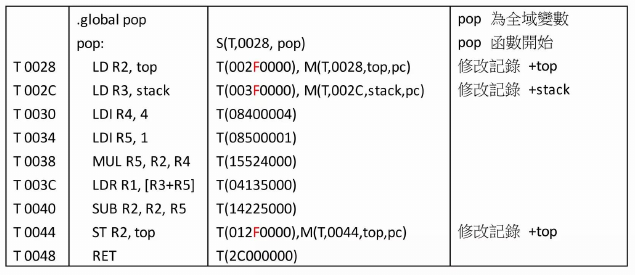 .global pop pop 為全域變數
pop: S(T,0028, pop) pop 函數開始
T 0028 LD R2, top T(002F0000), M(T,0028,top,pc) 修改記錄 +top
T 002C LD R3, stack T(003F0000), M(T,002C,stack,pc) 修改記錄 +stack
T 0030 LDI R4, 4 T(08400004)
T 0034 LDI R5, 1 T(08500001)
T 0038 MUL R5, R2, R4 T(15524000)
T 003C LDR R1, [R3+R5] T(04135000)
T 0040 SUB R2, R2, R5 T(14225000)
T 0044 ST R2, top T(012F0000),M(T,0044,top,pc) 修改記錄 +top
T 0048 RET T(2C000000)